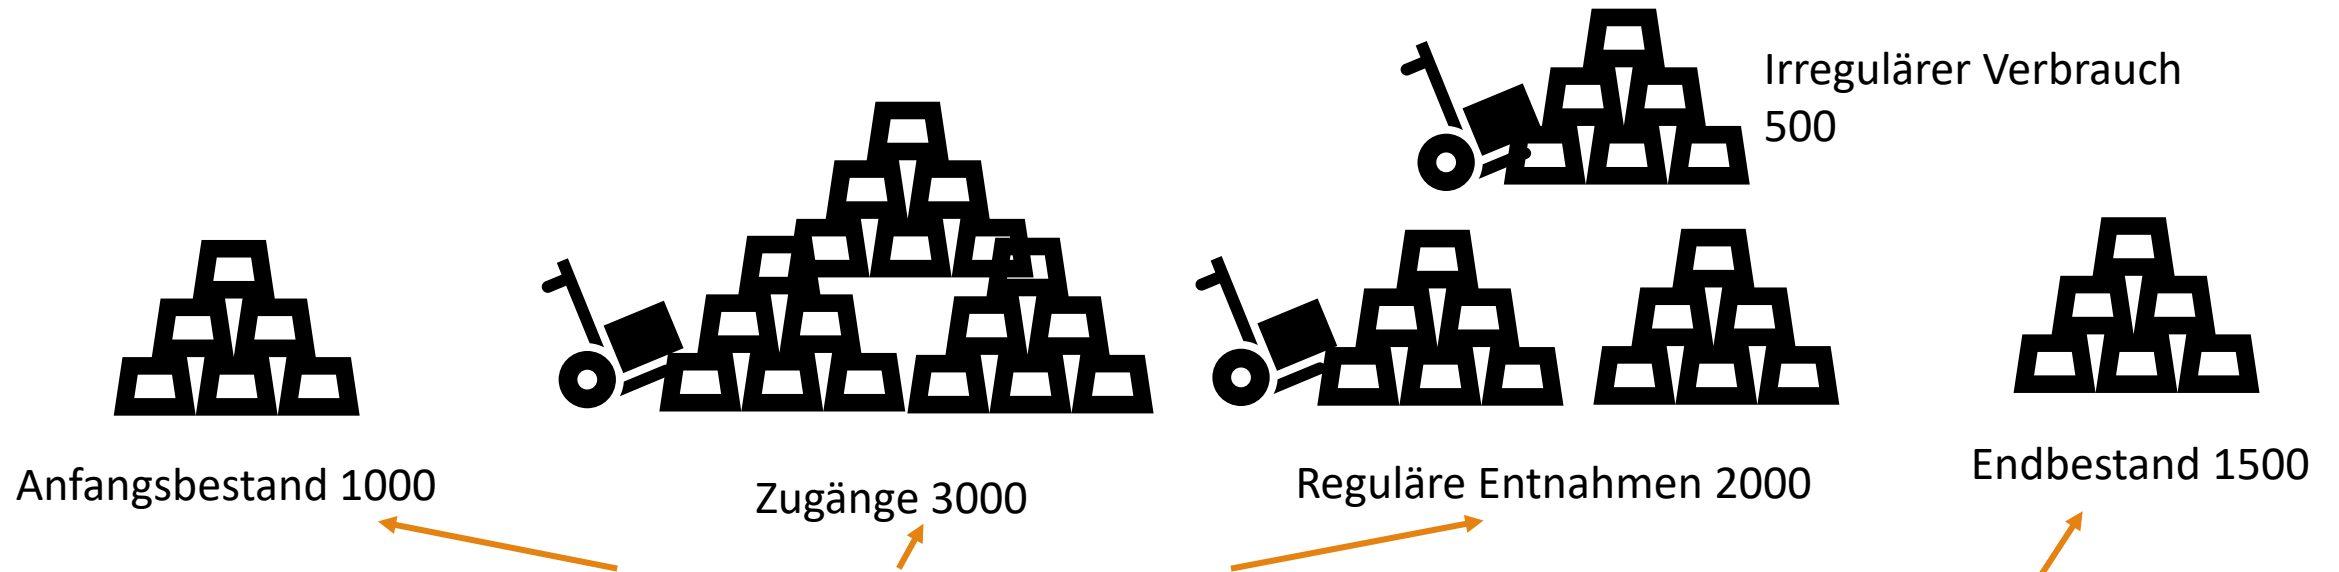 Irregulärer Verbrauch
500
Anfangsbestand 1000
Zugänge 3000
Reguläre Entnahmen 2000
Endbestand 1500